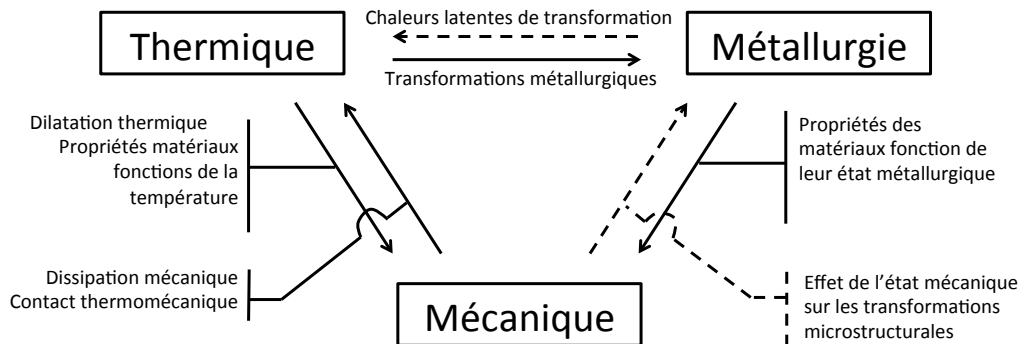 Chaleurs latentes de transformation
Thermique
Métallurgie
Transformations métallurgiques
Dilatation thermique
Propriétés matériaux
fonctions de la
température
Propriétés des
matériaux fonction de
leur état métallurgique
Dissipation mécanique
Contact thermomécanique
Mécanique
Effet de l'état mécanique
sur les transformations
microstructurales